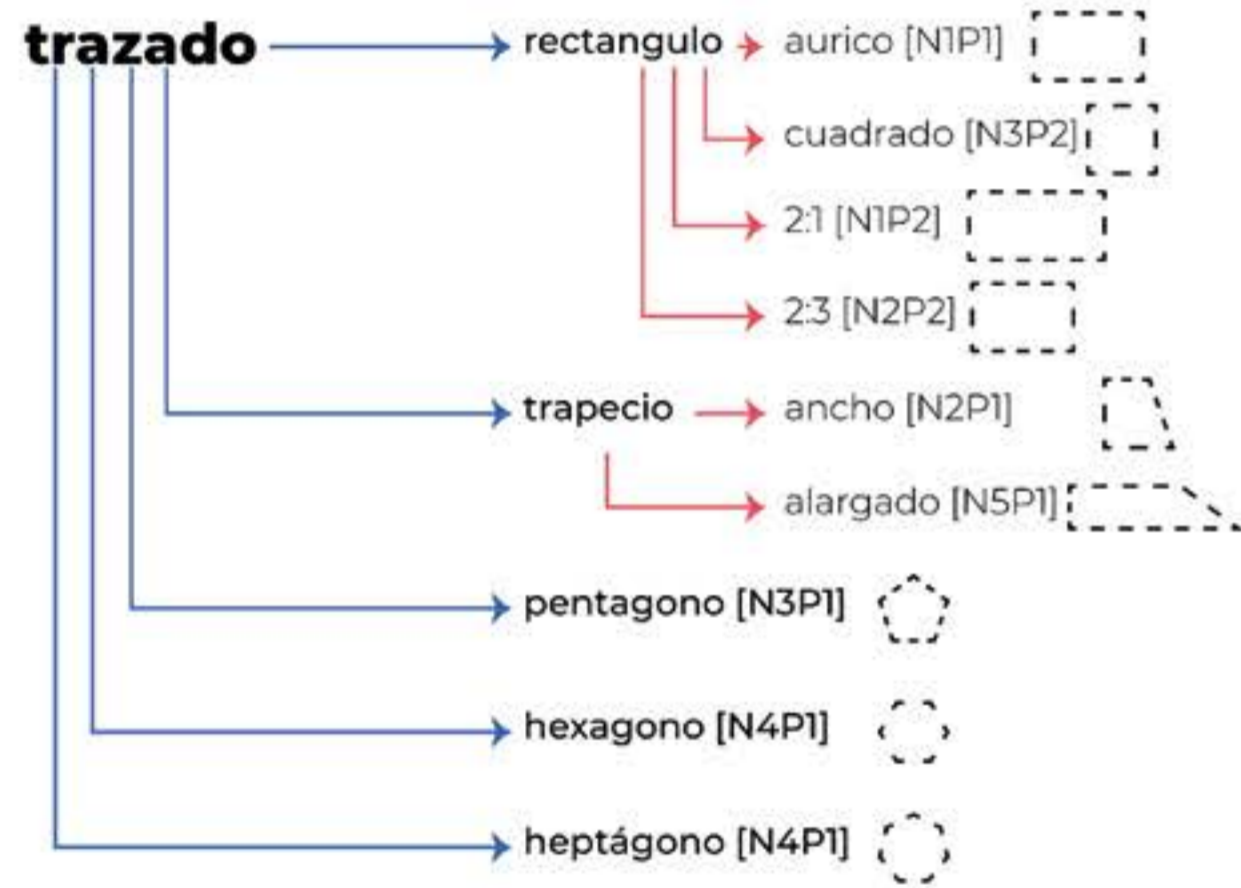 trazado
rectangulo
aurico [N1P1]
cuadrado [N3P2]
2:1 [N1P2]
2:3 [N2P2]
trapecio
ancho [N2P1]
alargado [N5P1]
pentagono [N3P1]
hexagono [N4P1]
heptágono [N4P1]